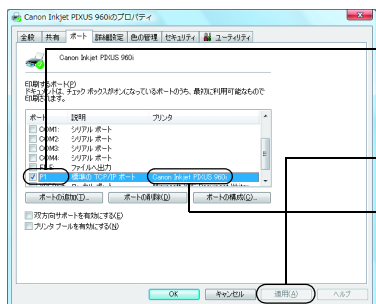 Canon Inkjet PIXUS 960iのプロパティ
全般 共有 ポート 詳細設定 色の管理 セキュリティ ユーティリティ
Canon Inkjet PIXUS 960i
印刷するポート(P)
ドキュメントは、チェック ボックスがオンになっているポートのうち、最初に利用可能なもので
印刷されます。
ポート 説明 プリンタ
COM1: シリアル ポート
COM2: シリアル ポート
COM3: シリアル ポート
COM4: シリアル ポート
FILE: ファイルへ出力
P1 標準の TCP/IP ポート Canon Inkjet PIXUS 960i
ポートの追加(T)... ポートの削除(D) ポートの構成(C)...
双方向サポートを有効にする(E)
プリンタ プールを有効にする(N)
OK キャンセル 適用(A) ヘルプ